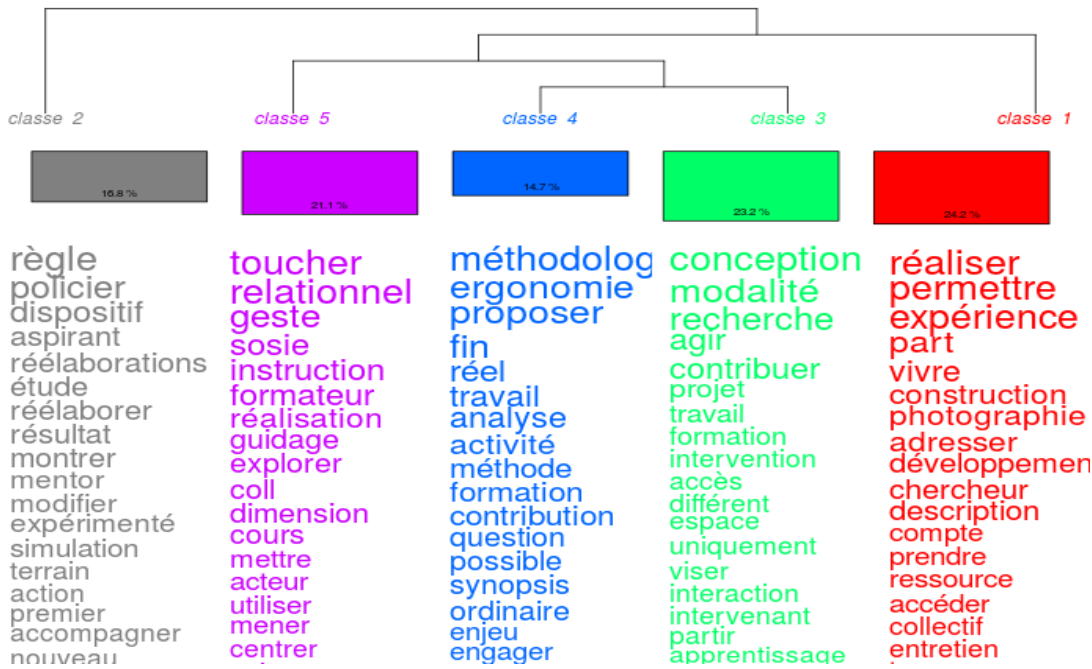 classe 2
classe 5
classe 4
classe 3
classe 1
16.8 %
21.1 %
14.7 %
23.2 %
24.2 %
règle
policier
dispositif
aspirant
réélaborations
étude
réélaborer
résultat
montrer
mentor
modifier
expérimenté
simulation
terrain
action
premier
accompagner
nouveau
toucher
relationnel
geste
sosie
instruction
formateur
réalisation
guidage
explorer
coll
dimension
cours
mettre
acteur
utiliser
mener
centrer
méthodolog
ergonomie
proposer
fin
réel
travail
analyse
activité
méthode
formation
contribution
question
possible
synopsis
ordinaire
enjeu
engager
conception
modalité
recherche
agir
contribuer
projet
travail
formation
intervention
accès
différent
espace
uniquement
viser
interaction
intervenant
partir
apprentissage
réaliser
permettre
expérience
part
vivre
construction
photographie
adresser
développemen
chercheur
description
compte
prendre
ressource
accéder
collectif
entretien